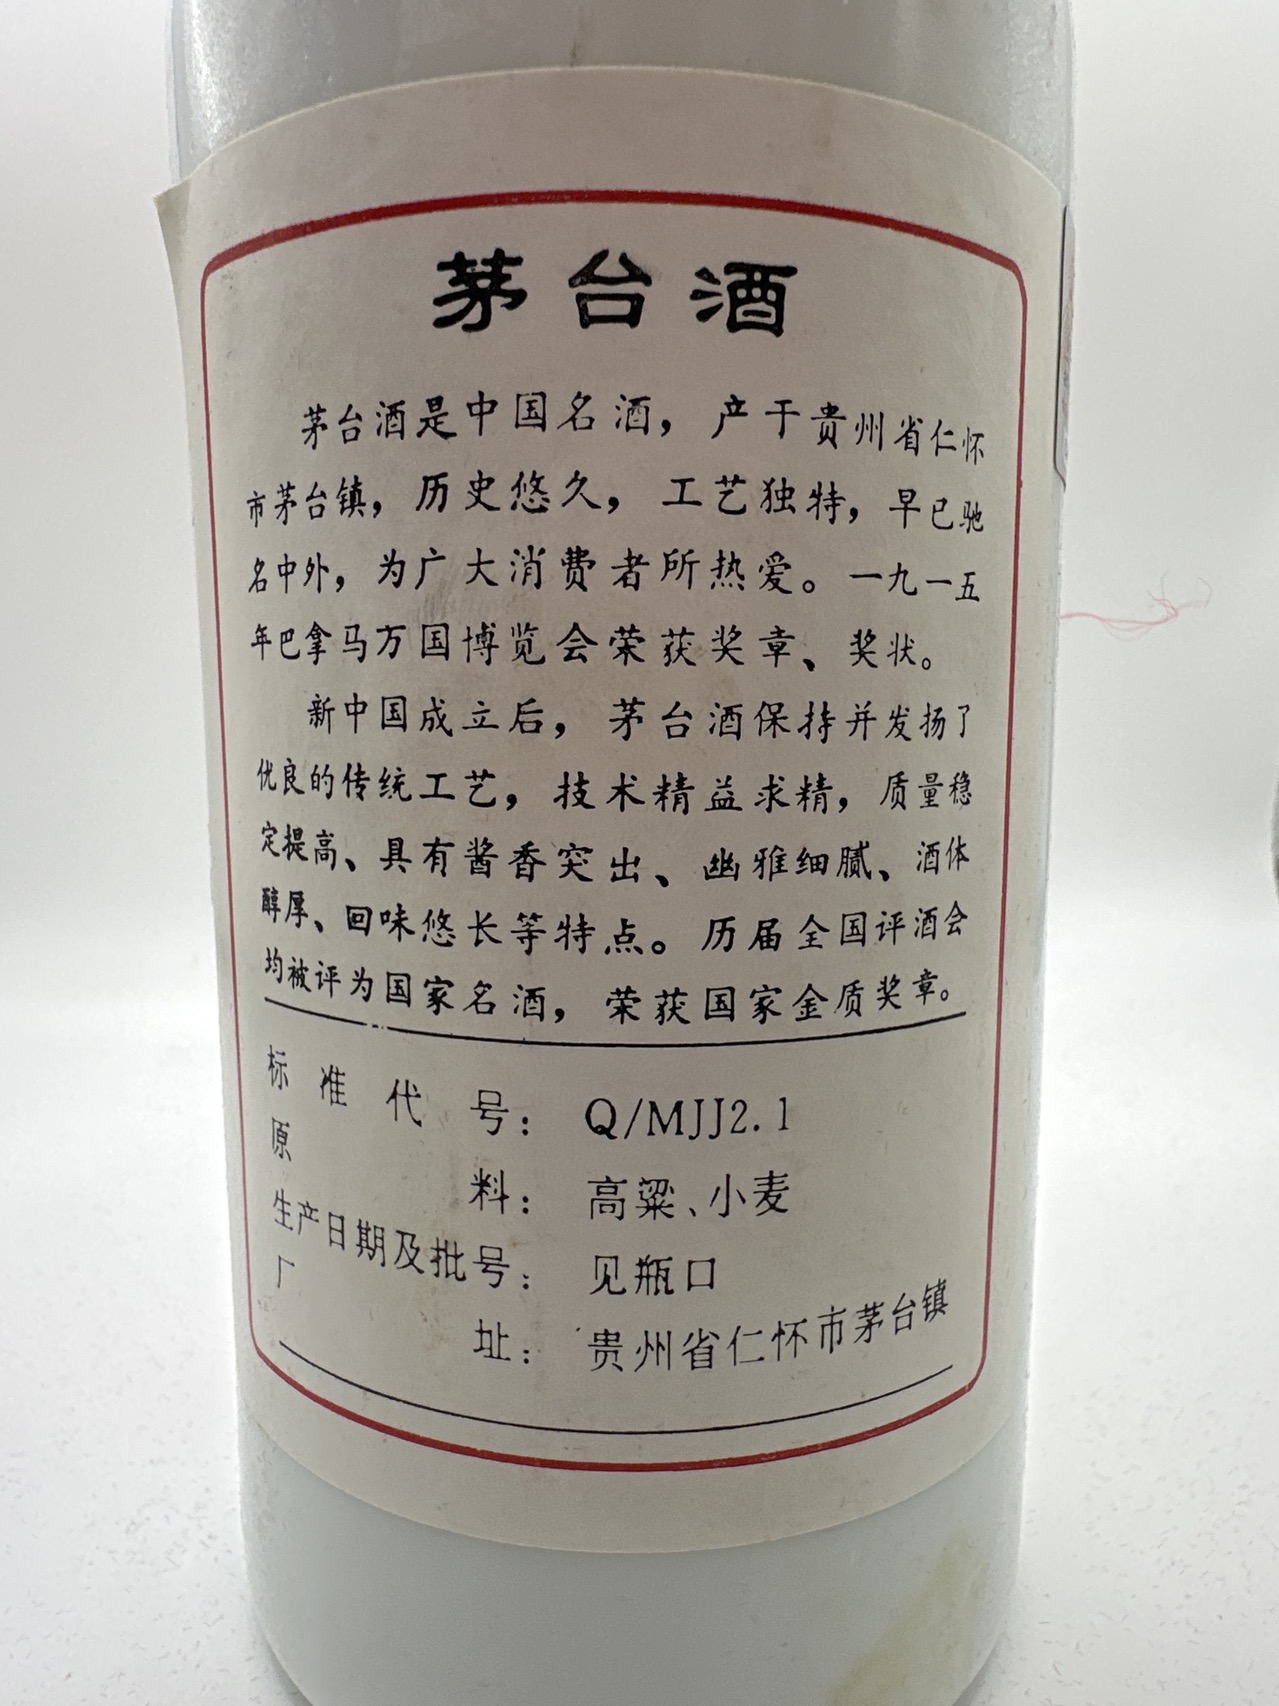 茅台酒
茅台酒是中国名酒，产于贵州省仁怀
市茅台镇，历史悠久，工艺独特，早已驰
名中外，为广大消费者所热爱。一九一五
年巴拿马万国博览会荣获奖章、奖状。
新中国成立后，茅台酒保持并发扬了
优良的传统工艺，技术精益求精，质量稳
定提高、具有酱香突出、幽雅细腻、酒体
醇厚、回味悠长等特点。历届全国评酒会
均被评为国家名酒，荣获国家金质奖章。
标准代号：Q/MJJ2.1
原料：高粱、小麦
生产日期及批号：见瓶口
厂址：贵州省仁怀市茅台镇